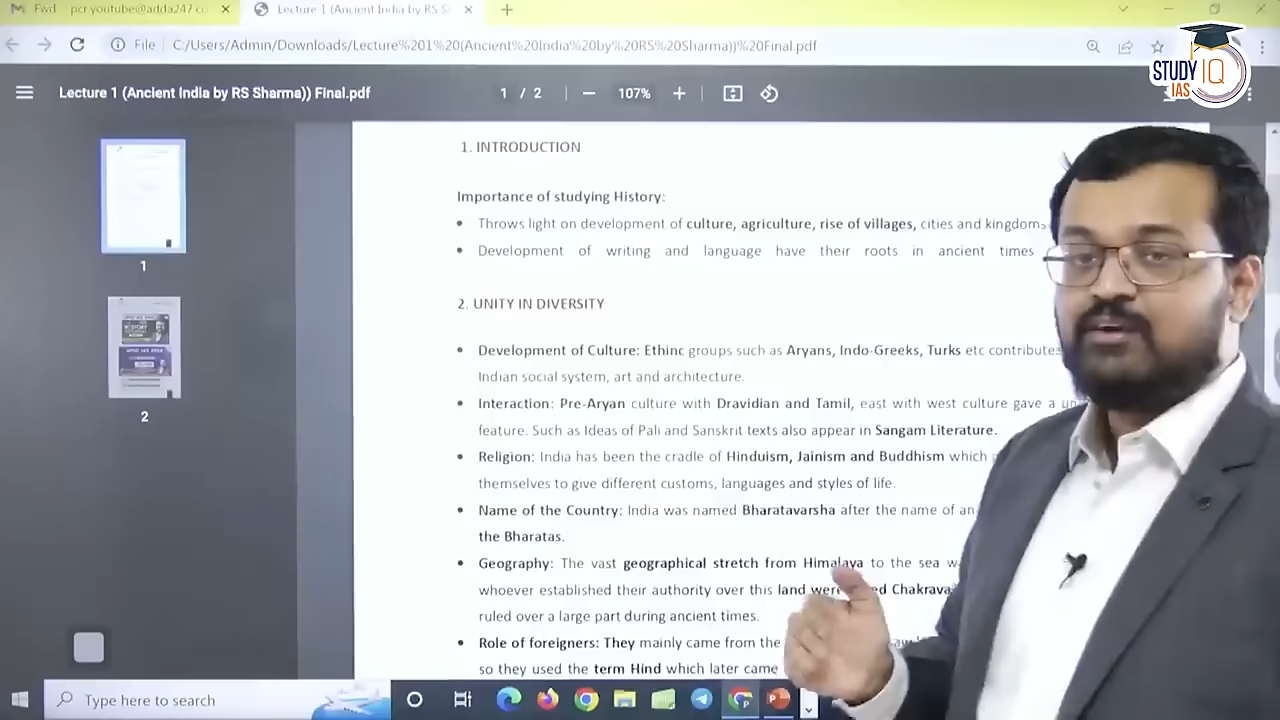 Fwd pcr.youtube@adda247.co
Lecture 1 (Ancient India by RS S
File C:/Users/Admin/Downloads/Lecture%201%20(Ancient%20India%20by%20RS%20Sharma))%20Final.pdf
STUDY IQ
IAS
Lecture 1 (Ancient India by RS Sharma)) Final.pdf
1 / 2
107%
1. INTRODUCTION
Importance of studying History:
• Throws light on development of culture, agriculture, rise of villages, cities and kingdoms
• Development of writing and language have their roots in ancient times
1
2. UNITY IN DIVERSITY
• Development of Culture: Ethinc groups such as Aryans, Indo-Greeks, Turks etc contributes
Indian social system, art and architecture.
• Interaction: Pre-Aryan culture with Dravidian and Tamil, east with west culture gave a
feature. Such as Ideas of Pali and Sanskrit texts also appear in Sangam Literature.
2
• Religion: India has been the cradle of Hinduism, Jainism and Buddhism which
themselves to give different customs, languages and styles of life.
• Name of the Country: India was named Bharatavarsha after the name of an
the Bharatas.
• Geography: The vast geographical stretch from Himalaya to the sea
whoever established their authority over this land were
ruled over a large part during ancient times.
• Role of foreigners: They mainly came from the
so they used the term Hind which later came
Type here to search